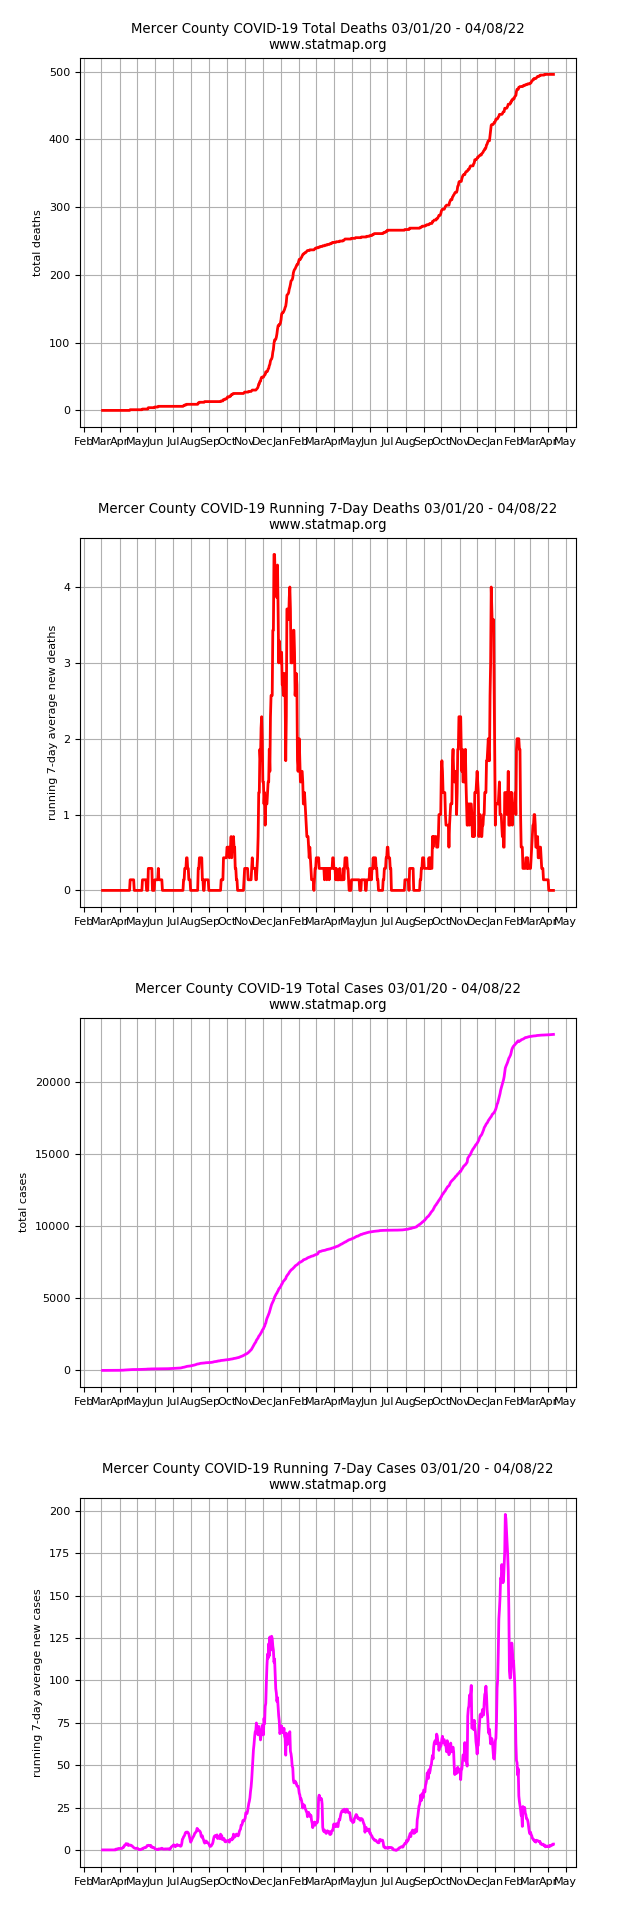 Mercer County COVID-19 Total Deaths 03/01/20 - 04/08/22
www.statmap.org
total deaths
500
400
300
200
100
0
Feb Mar Apr May Jun Jul Aug Sep Oct Nov Dec Jan Feb Mar Apr May Jun Jul Aug Sep Oct Nov Dec Jan Feb Mar Apr May
Mercer County COVID-19 Running 7-Day Deaths 03/01/20 - 04/08/22
www.statmap.org
running 7-day average new deaths
4
3
2
1
0
Feb Mar Apr May Jun Jul Aug Sep Oct Nov Dec Jan Feb Mar Apr May Jun Jul Aug Sep Oct Nov Dec Jan Feb Mar Apr May
Mercer County COVID-19 Total Cases 03/01/20 - 04/08/22
www.statmap.org
total cases
20000
15000
10000
5000
0
Feb Mar Apr May Jun Jul Aug Sep Oct Nov Dec Jan Feb Mar Apr May Jun Jul Aug Sep Oct Nov Dec Jan Feb Mar Apr May
Mercer County COVID-19 Running 7-Day Cases 03/01/20 - 04/08/22
www.statmap.org
running 7-day average new cases
200
175
150
125
100
75
50
25
0
Feb Mar Apr May Jun Jul Aug Sep Oct Nov Dec Jan Feb Mar Apr May Jun Jul Aug Sep Oct Nov Dec Jan Feb Mar Apr May